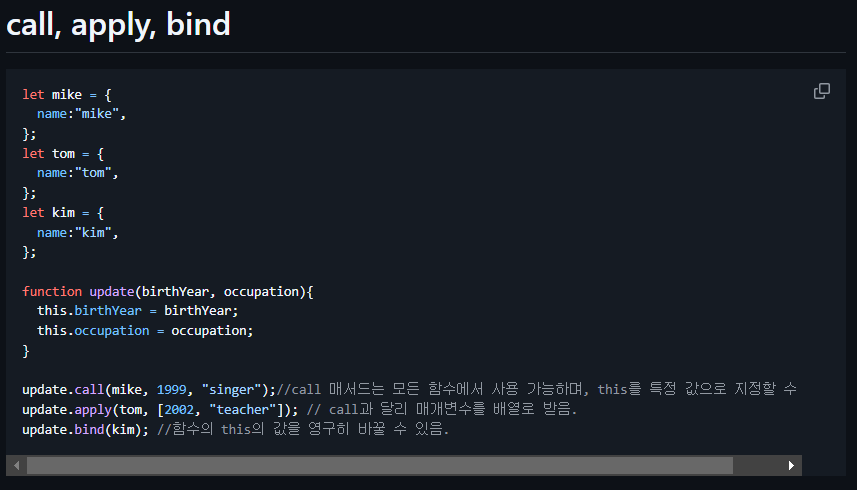 call, apply, bind
let mike = {
  name:"mike",
};
let tom = {
  name:"tom",
};
let kim = {
  name:"kim",
};
function update(birthYear, occupation){
  this.birthYear = birthYear;
  this.occupation = occupation;
}
update.call(mike, 1999, "singer");//call 매서드는 모든 함수에서 사용 가능하며, this를 특정 값으로 지정할 수
update.apply(tom, [2002, "teacher"]); // call과 달리 매개변수를 배열로 받음.
update.bind(kim); //함수의 this의 값을 영구히 바꿀 수 있음.